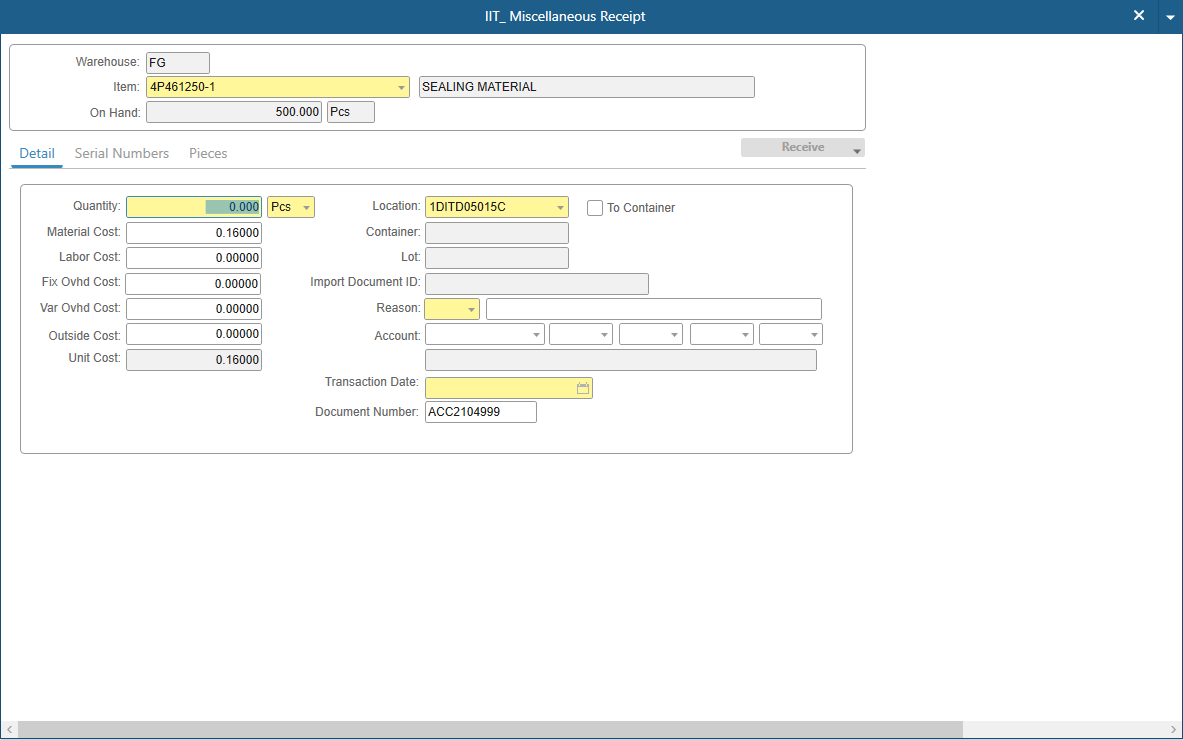 IIT_ Miscellaneous Receipt
Warehouse: FG
Item: 4P461250-1 SEALING MATERIAL
On Hand: 500.000 Pcs
Detail Serial Numbers Pieces Receive
Quantity: 0.000 Pcs Location: 1DITD05015C To Container
Material Cost: 0.16000 Container:
Labor Cost: 0.00000 Lot:
Fix Ovhd Cost: 0.00000 Import Document ID:
Var Ovhd Cost: 0.00000 Reason:
Outside Cost: 0.00000 Account:
Unit Cost: 0.16000
Transaction Date:
Document Number: ACC2104999